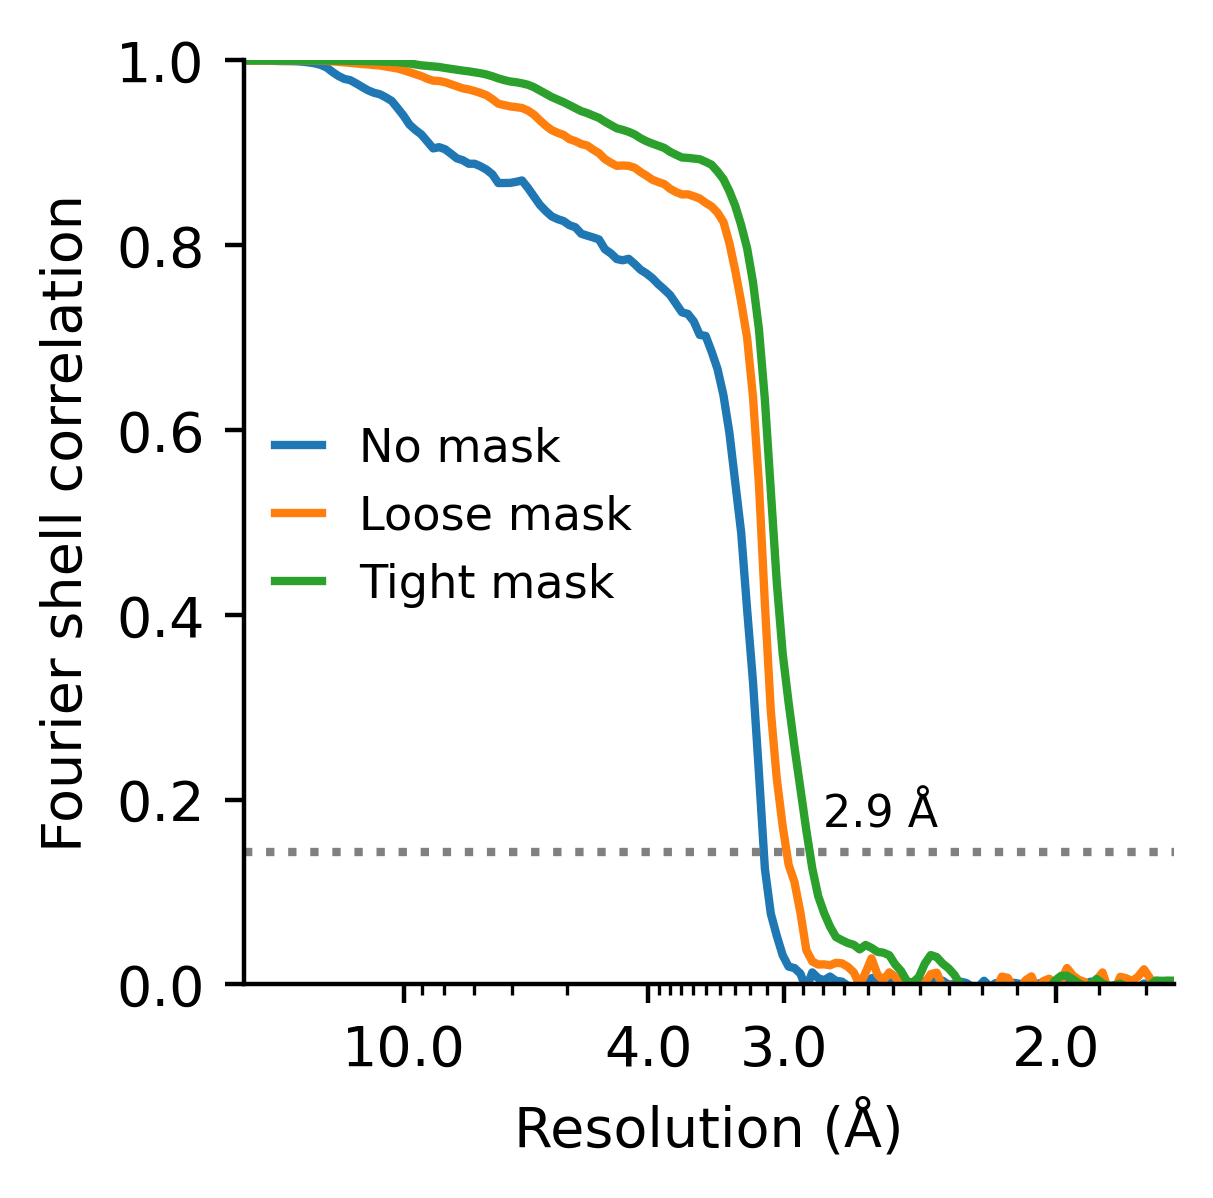 1.0
0.8
0.6
0.4
0.2
0.0
Fourier shell correlation
No mask
Loose mask
Tight mask
2.9 Å
10.0 4.0 3.0 2.0
Resolution (Å)